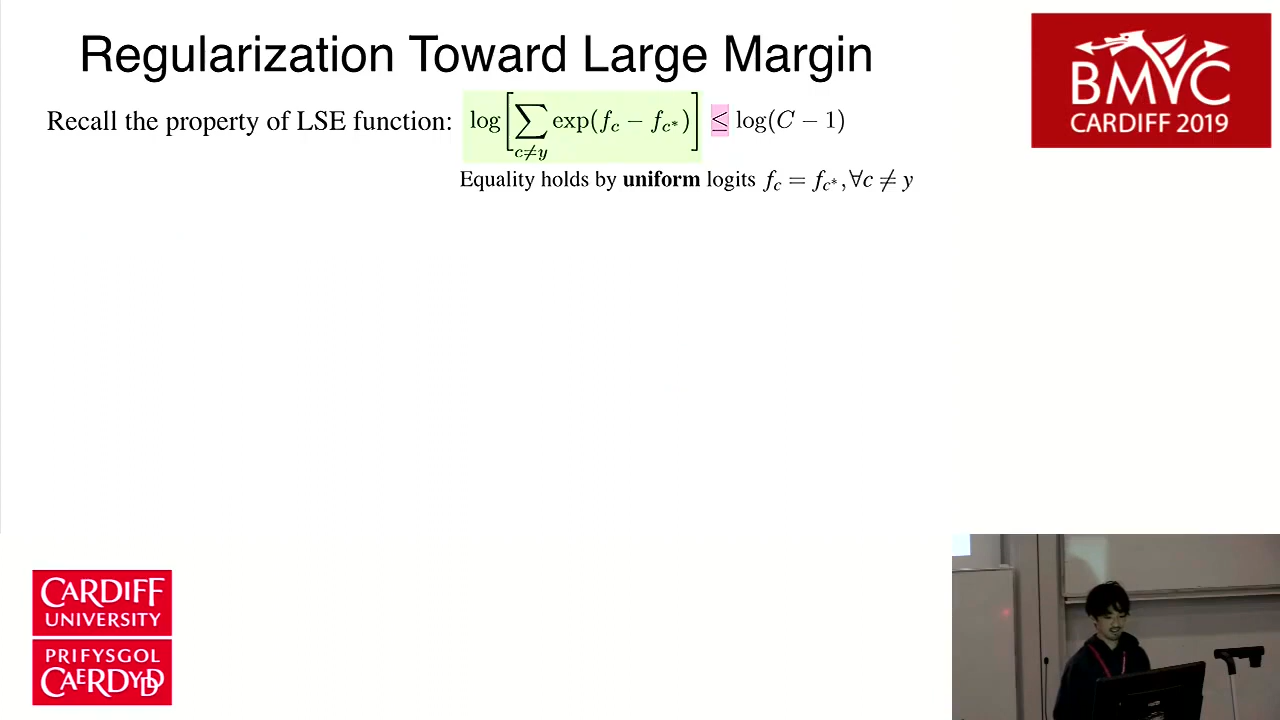 Regularization Toward Large Margin
Recall the property of LSE function: log[∑_{c≠y} exp(f_c − f_{c*})] ≤ log(C − 1)
Equality holds by uniform logits f_c = f_{c*}, ∀c ≠ y
BMVC
CARDIFF 2019
CARDIFF
UNIVERSITY
PRIFYSGOL
CAERDYDD